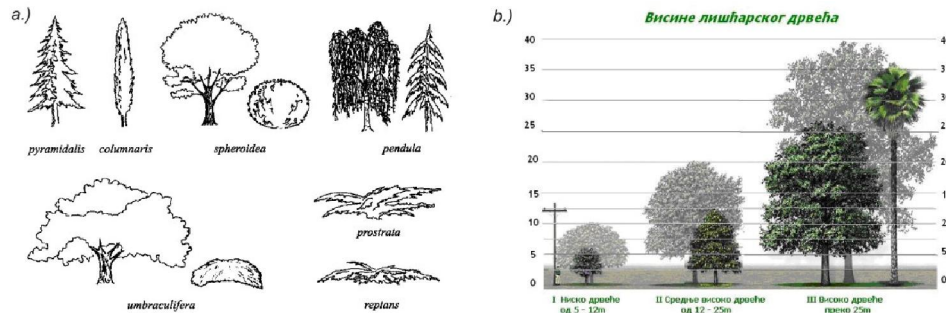 a.)
pyramidalis columnaris spheroidea pendula
prostrata
umbraculifera reptans
b.)
Висине лишћарског дрвећа
40
35
30
25
20
15
10
5
0
I Ниско дрвеће
од 5 - 12m
II Средње високо дрвеће
од 12 - 25m
III Високо дрвеће
преко 25m